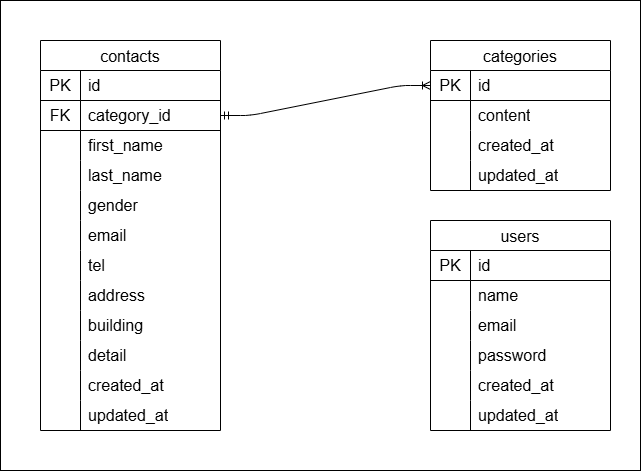 contacts
PK id
FK category_id
first_name
last_name
gender
email
tel
address
building
detail
created_at
updated_at
categories
PK id
content
created_at
updated_at
users
PK id
name
email
password
created_at
updated_at